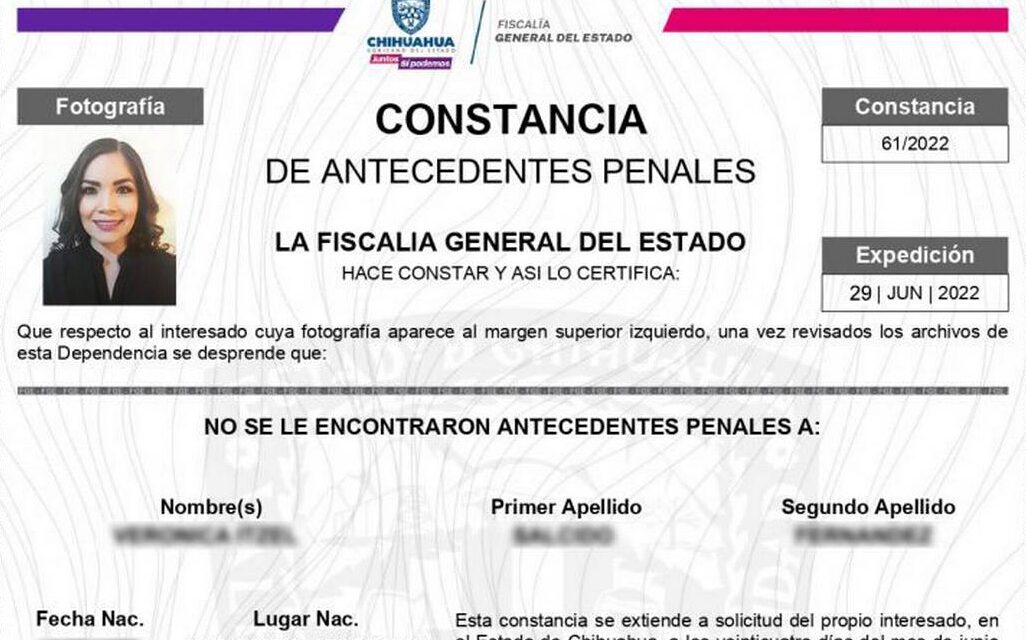 CHIHUAHUA
GOBIERNO DEL ESTADO
Juntos sí podemos
FISCALÍA
GENERAL DEL ESTADO
Fotografía
CONSTANCIA
DE ANTECEDENTES PENALES
Constancia
61/2022
LA FISCALIA GENERAL DEL ESTADO
HACE CONSTAR Y ASI LO CERTIFICA:
Expedición
29 | JUN | 2022
Que respecto al interesado cuya fotografía aparece al margen superior izquierdo, una vez revisados los archivos de
esta Dependencia se desprende que:
NO SE LE ENCONTRARON ANTECEDENTES PENALES A:
Nombre(s)
Primer Apellido
Segundo Apellido
Fecha Nac.
Lugar Nac.
Esta constancia se extiende a solicitud del propio interesado, en